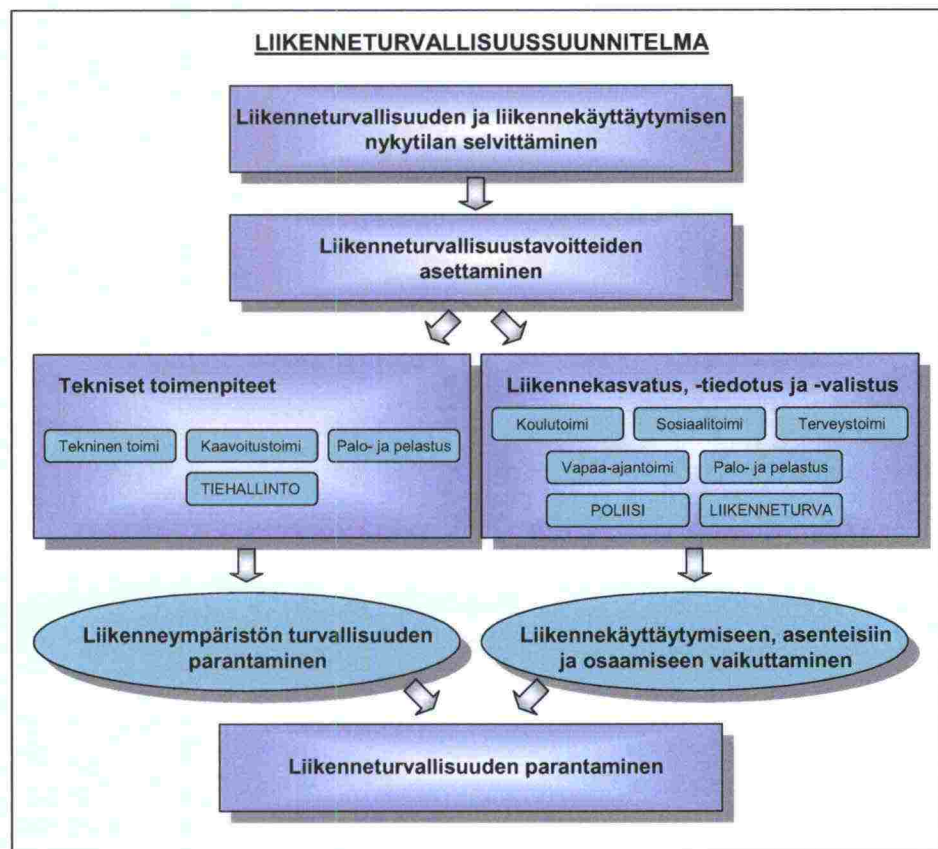 LIIKENNETURVALLISUUSSUUNNITELMA
Liikenneturvallisuuden ja liikennekäyttäytymisen
nykytilan selvittäminen
Liikenneturvallisuustavoitteiden
asettaminen
Tekniset toimenpiteet
Tekninen toimi
Kaavoitustoimi
Palo- ja pelastus
TIEHALLINTO
Liikennekasvatus, -tiedotus ja -valistus
Koulutoimi
Sosiaalitoimi
Terveystoimi
Vapaa-ajantoimi
Palo- ja pelastus
POLIISI
LIIKENNETURVA
Liikenneympäristön turvallisuuden
parantaminen
Liikennekäyttäytymiseen, asenteisiin
ja osaamiseen vaikuttaminen
Liikenneturvallisuuden parantaminen